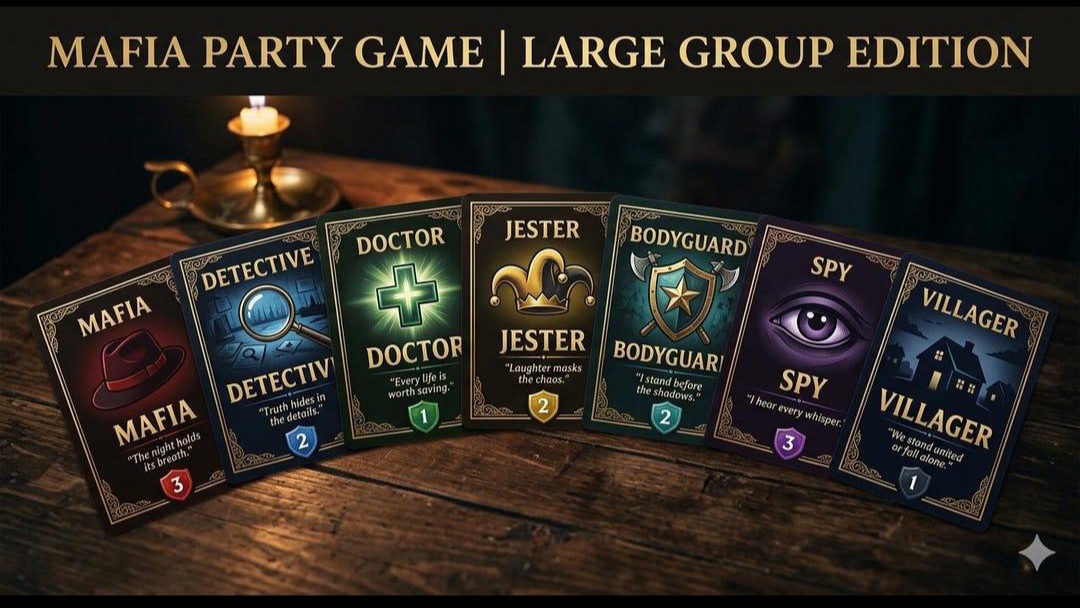 MAFIA PARTY GAME | LARGE GROUP EDITION
MAFIA
MAFIA
"The night holds
its breath."
3
DETECTIVE
DETECTIV
"Truth hides in
the details."
2
DOCTOR
DOCTOR
"Every life is
worth saving."
1
JESTER
JESTER
"Laughter masks
the chaos."
2
BODYGUARD
BODYGUAR
"I stand before
the shadows."
2
SPY
SPY
"I hear every whisper."
3
VILLAGER
VILLAGER
"We stand united
or fall alone."
1